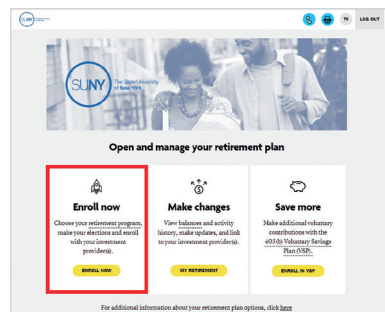 SUNY
TS
LOG OUT
SUNY The State University
of New York
Open and manage your retirement plan
Enroll now
Choose your retirement program,
make your elections and enroll
with your investment
provider(s).
ENROLL NOW
Make changes
View balances and activity
history, make updates, and link
to your investment provider(s).
MY RETIREMENT
Save more
Make additional voluntary
contributions with the
403(b) Voluntary Savings
Plan (VSP).
ENROLL IN VSP
For additional information about your retirement plan options, click here